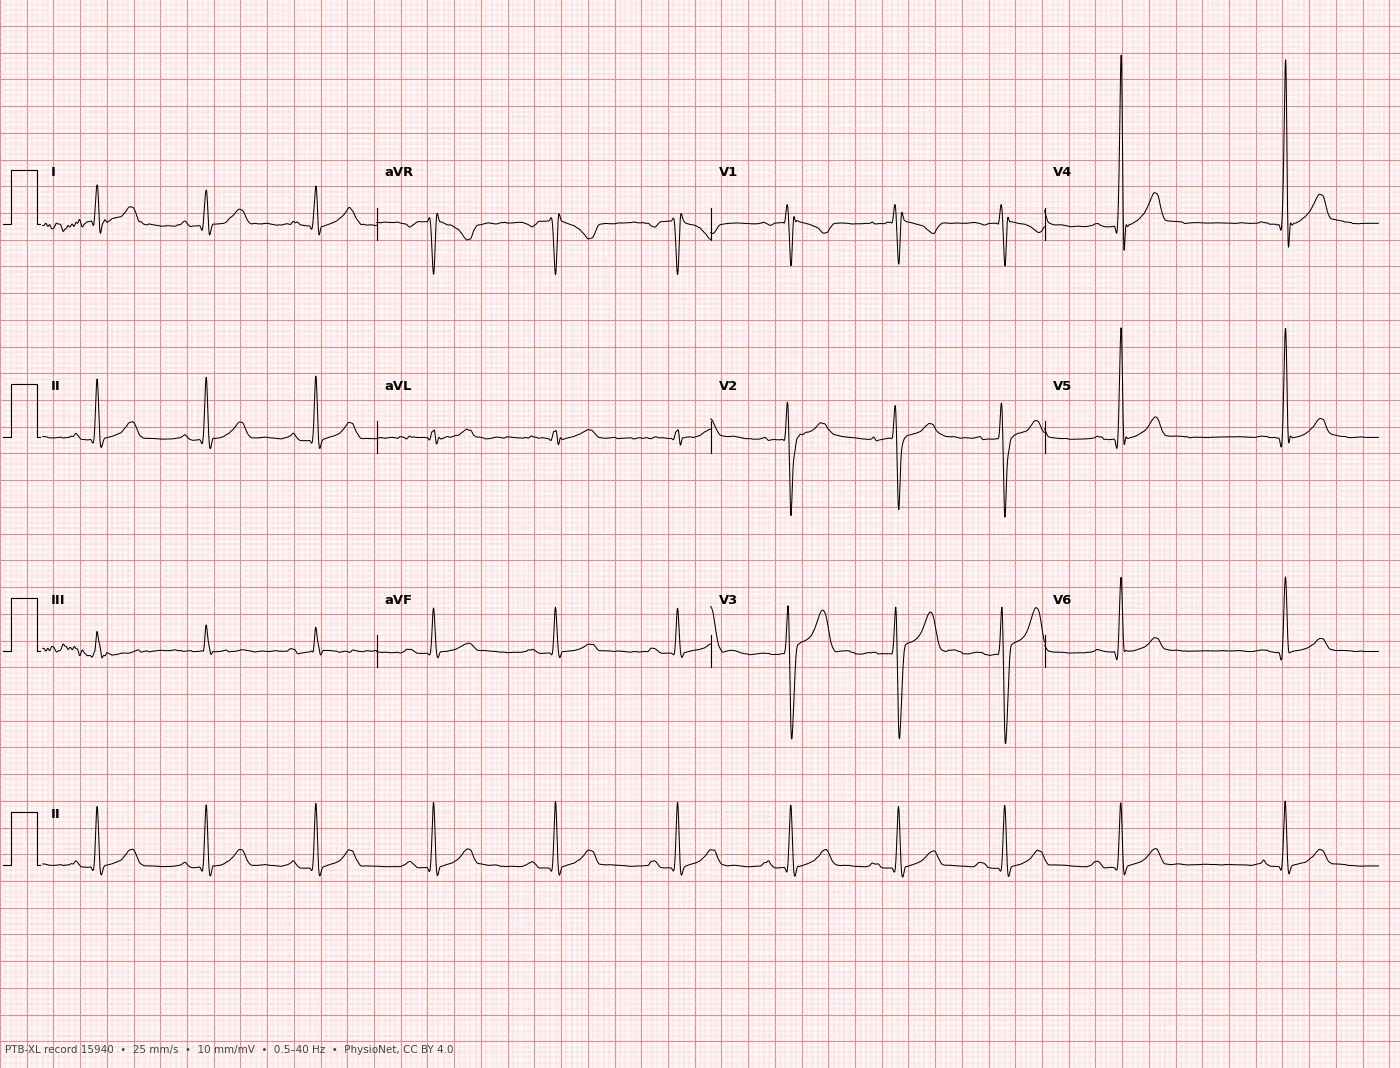 I aVR V1 V4
II aVL V2 V5
III aVF V3 V6
II
PTB-XL record 15940 • 25 mm/s • 10 mm/mV • 0.5–40 Hz • PhysioNet, CC BY 4.0